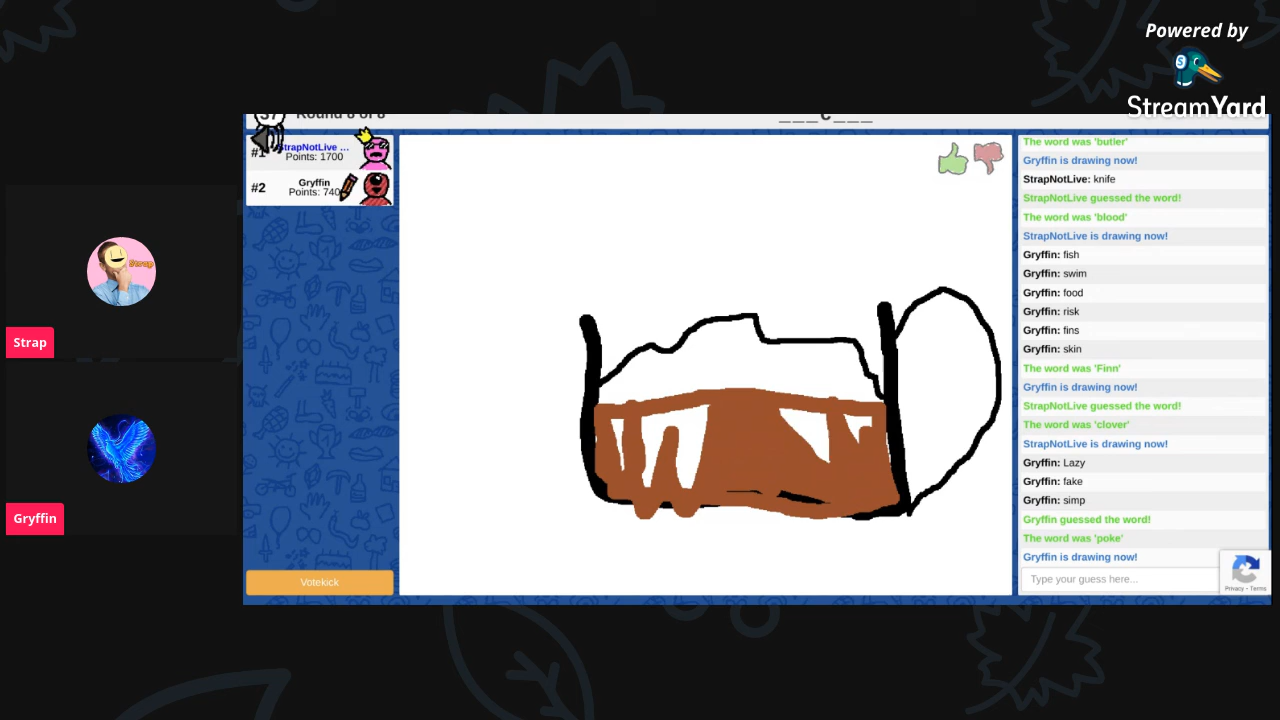 Powered by
StreamYard
37
Round 8 of 8
___c___
#1
StrapNotLive ...
Points: 1700
#2
Gryffin
Points: 740
Votekick
The word was 'butler'
Gryffin is drawing now!
StrapNotLive: knife
StrapNotLive guessed the word!
The word was 'blood'
StrapNotLive is drawing now!
Gryffin: fish
Gryffin: swim
Gryffin: food
Gryffin: risk
Gryffin: fins
Gryffin: skin
The word was 'Finn'
Gryffin is drawing now!
StrapNotLive guessed the word!
The word was 'clover'
StrapNotLive is drawing now!
Gryffin: Lazy
Gryffin: fake
Gryffin: simp
Gryffin guessed the word!
The word was 'poke'
Gryffin is drawing now!
Type your guess here...
Privacy - Terms
Strap
Strap
Gryffin